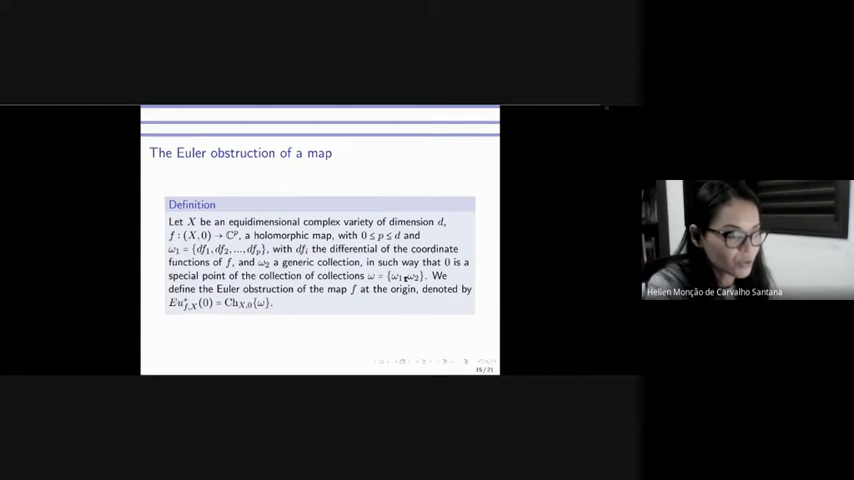 The Euler obstruction of a map
Definition
Let X be an equidimensional complex variety of dimension d,
f : (X, 0) → ℂᵖ, a holomorphic map, with 0 ≤ p ≤ d and
ω₁ = {df₁, df₂, ..., dfₚ}, with dfᵢ the differential of the coordinate
functions of f, and ω₂ a generic collection, in such way that 0 is a
special point of the collection of collections ω = {ω₁, ω₂}. We
define the Euler obstruction of the map f at the origin, denoted by
Eu*_{f,X}(0) = Ch_{X,0}{ω}.
15 / 21
Hellen Monção de Carvalho Santana